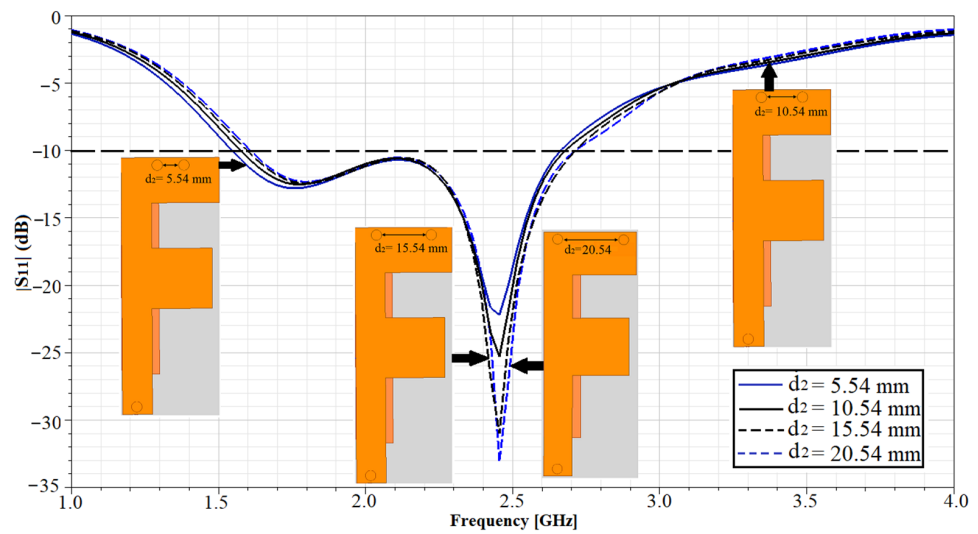 0
−5
−10
−15
−20
−25
−30
−35
|S11| (dB)
d2= 5.54 mm
d2= 15.54 mm
d2=20.54
d2= 10.54 mm
d2 = 5.54 mm
d2 = 10.54 mm
d2 = 15.54 mm
d2 = 20.54 mm
1.0 1.5 2.0 2.5 3.0 3.5 4.0
Frequency [GHz]